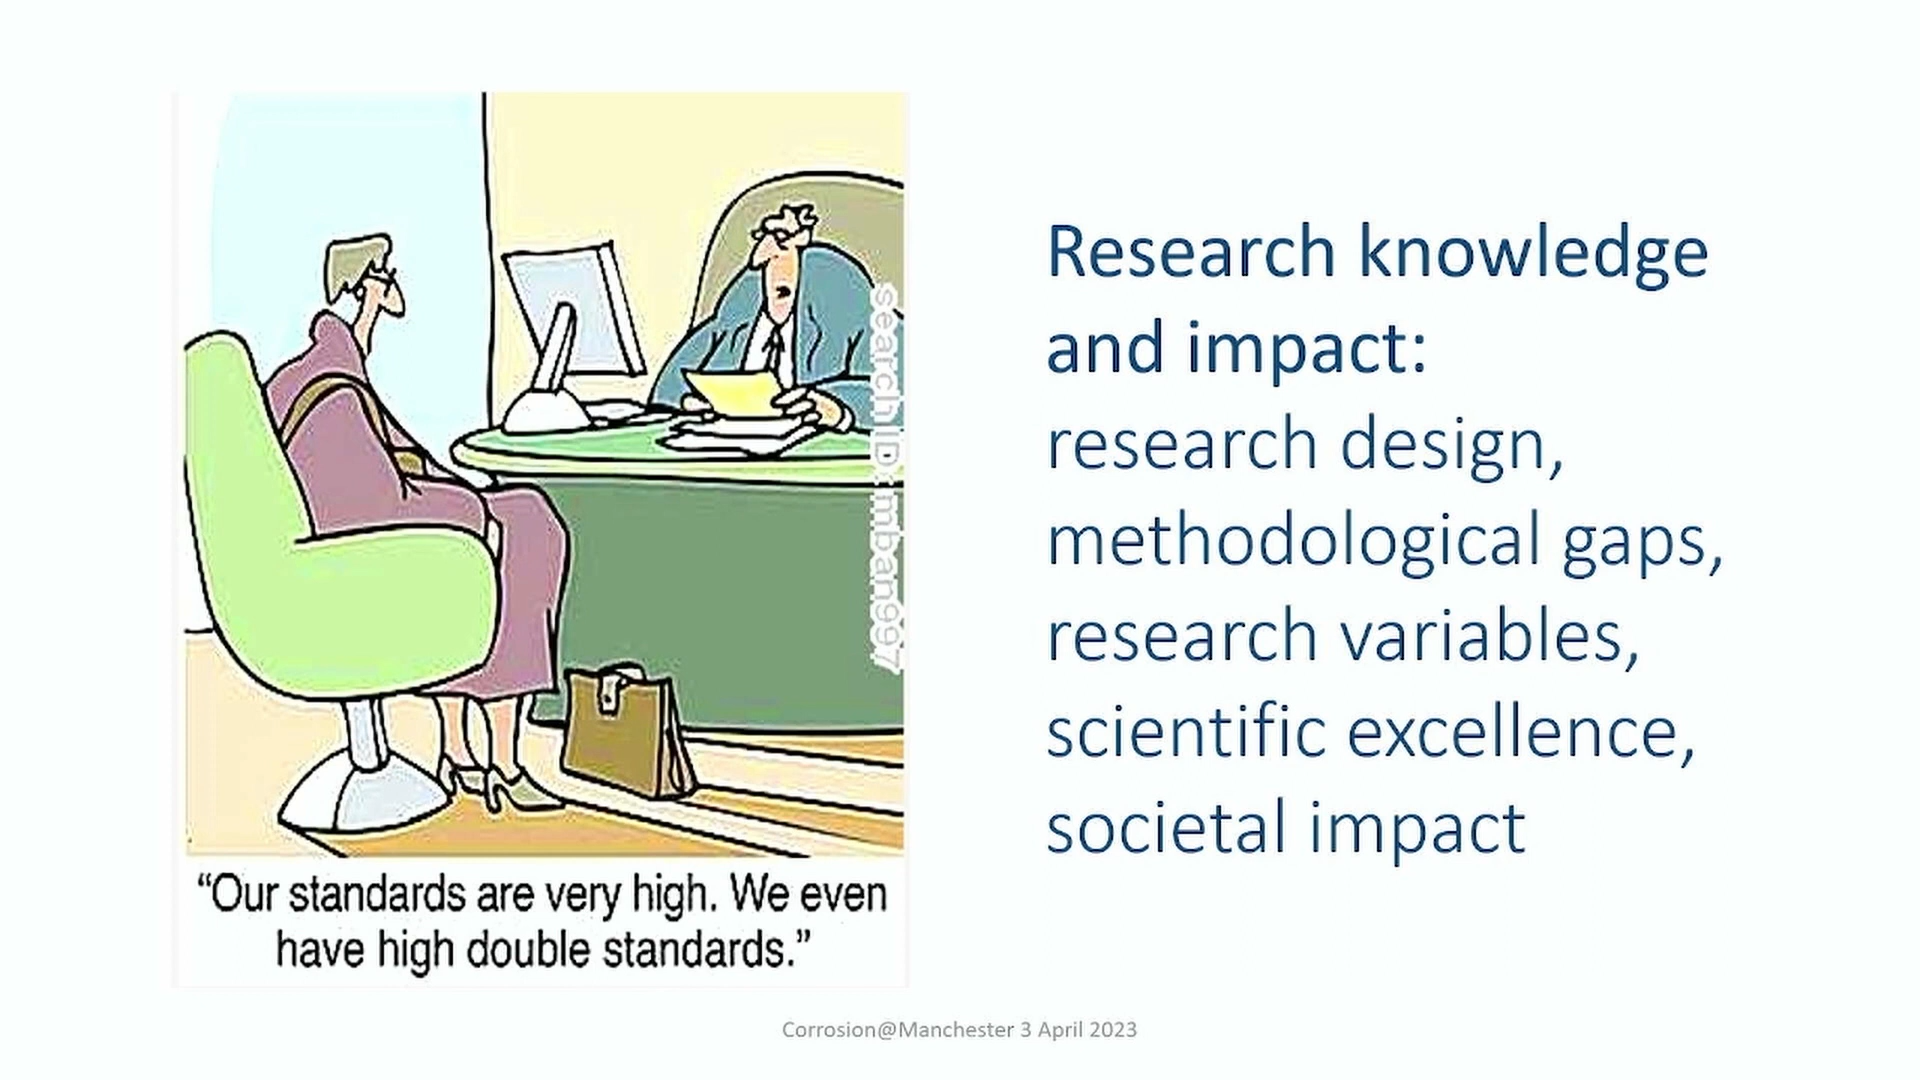 Research knowledge
and impact:
research design,
methodological gaps,
research variables,
scientific excellence,
societal impact
search ID: mban997
“Our standards are very high. We even
have high double standards.”
Corrosion@Manchester 3 April 2023